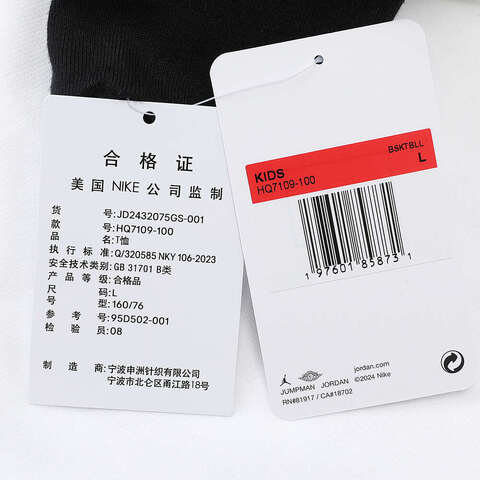 合格证
美国 NIKE 公司监制
货 号:JD2432075GS-001
款 号:HQ7109-100
品 名:T恤
执行标准:Q/320585 NKY 106-2023
安全技术类别:GB 31701 B类
产品等级:合格品
尺 码:L
型 号:160/76
参 考 号:95D502-001
检 验 员:08
制 造 商:宁波申洲针织有限公司
宁波市北仑区甬江路18号
BSKTBLL
KIDS L
HQ7109-100
1 97601 85873 1
jordan.com
JUMPMAN JORDAN ©2024 Nike
RN#81917 / CA#18702